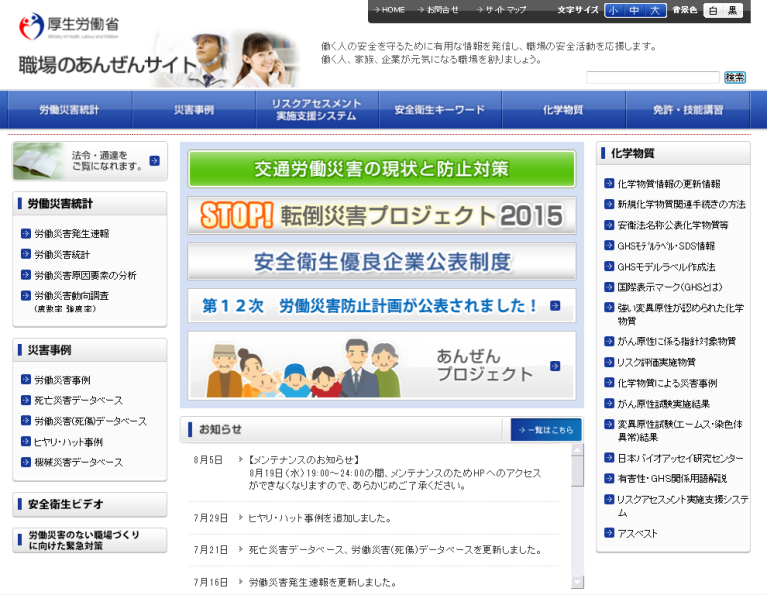 HOME
お問合せ
サイトマップ
文字サイズ 小 中 大 背景色 白 黒
厚生労働省
Ministry of Health, Labour and Welfare
職場のあんぜんサイト
働く人の安全を守るために有用な情報を発信し、職場の安全活動を応援します。
働く人、家族、企業が元気になる職場を創りましょう。
検索
労働災害統計
災害事例
リスクアセスメント
実施支援システム
安全衛生キーワード
化学物質
免許・技能講習
法令・通達を
ご覧になれます。
労働災害統計
労働災害発生速報
労働災害統計
労働災害原因要素の分析
労働災害動向調査
(度数率 強度率)
災害事例
労働災害事例
死亡災害データベース
労働災害(死傷)データベース
ヒヤリ・ハット事例
機械災害データベース
安全衛生ビデオ
労働災害のない職場づくり
に向けた緊急対策
交通労働災害の現状と防止対策
STOP! 転倒災害プロジェクト2015
安全衛生優良企業公表制度
第12次 労働災害防止計画が公表されました!
あんぜん
プロジェクト
お知らせ
一覧はこちら
8月5日 【メンテナンスのお知らせ】
8月19日(水)19:00~24:00の間、メンテナンスのためHPへのアクセス
ができなくなりますので、あらかじめご了承ください。
7月29日 ヒヤリ・ハット事例を追加しました。
7月21日 死亡災害データベース、労働災害(死傷)データベースを更新しました。
7月16日 労働災害発生速報を更新しました。
化学物質
化学物質情報の更新情報
新規化学物質関連手続きの方法
安衛法名称公表化学物質等
GHSモデルラベル・SDS情報
GHSモデルラベル作成法
国際表示マーク(GHSとは)
強い変異原性が認められた化学
物質
がん原性に係る指針対象物質
リスク評価実施物質
化学物質による災害事例
がん原性試験実施結果
変異原性試験(エームス・染色体
異常)結果
日本バイオアッセイ研究センター
有害性・GHS関係用語解説
リスクアセスメント実施支援システ
ム
アスベスト